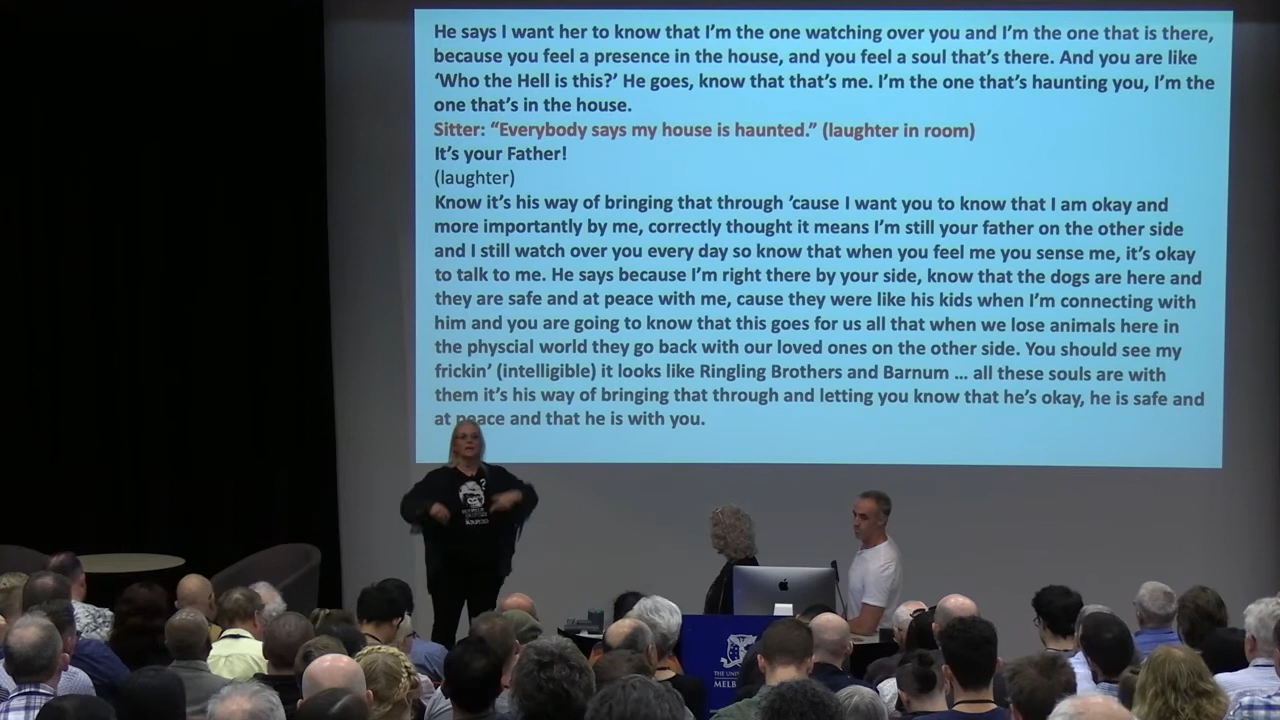 He says I want her to know that I’m the one watching over you and I’m the one that is there,
because you feel a presence in the house, and you feel a soul that’s there. And you are like
‘Who the Hell is this?’ He goes, know that that’s me. I’m the one that’s haunting you, I’m the
one that’s in the house.
Sitter: “Everybody says my house is haunted.” (laughter in room)
It’s your Father!
(laughter)
Know it’s his way of bringing that through ’cause I want you to know that I am okay and
more importantly by me, correctly thought it means I’m still your father on the other side
and I still watch over you every day so know that when you feel me you sense me, it’s okay
to talk to me. He says because I’m right there by your side, know that the dogs are here and
they are safe and at peace with me, cause they were like his kids when I’m connecting with
him and you are going to know that this goes for us all that when we lose animals here in
the physcial world they go back with our loved ones on the other side. You should see my
frickin’ (intelligible) it looks like Ringling Brothers and Barnum … all these souls are with
them it’s his way of bringing that through and letting you know that he’s okay, he is safe and
at peace and that he is with you.
?